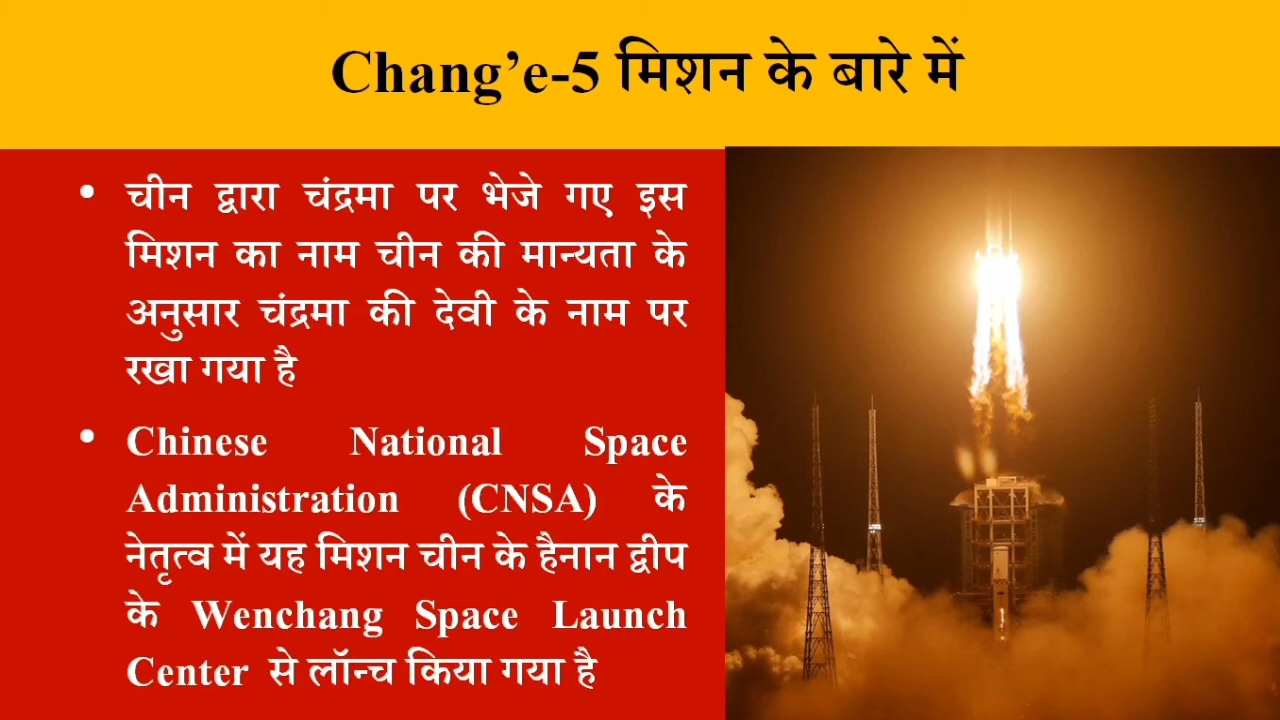 Chang’e-5 मिशन के बारे में
• चीन द्वारा चंद्रमा पर भेजे गए इस
मिशन का नाम चीन की मान्यता के
अनुसार चंद्रमा की देवी के नाम पर
रखा गया है
• Chinese National Space
Administration (CNSA) के
नेतृत्व में यह मिशन चीन के हैनान द्वीप
के Wenchang Space Launch
Center से लॉन्च किया गया है